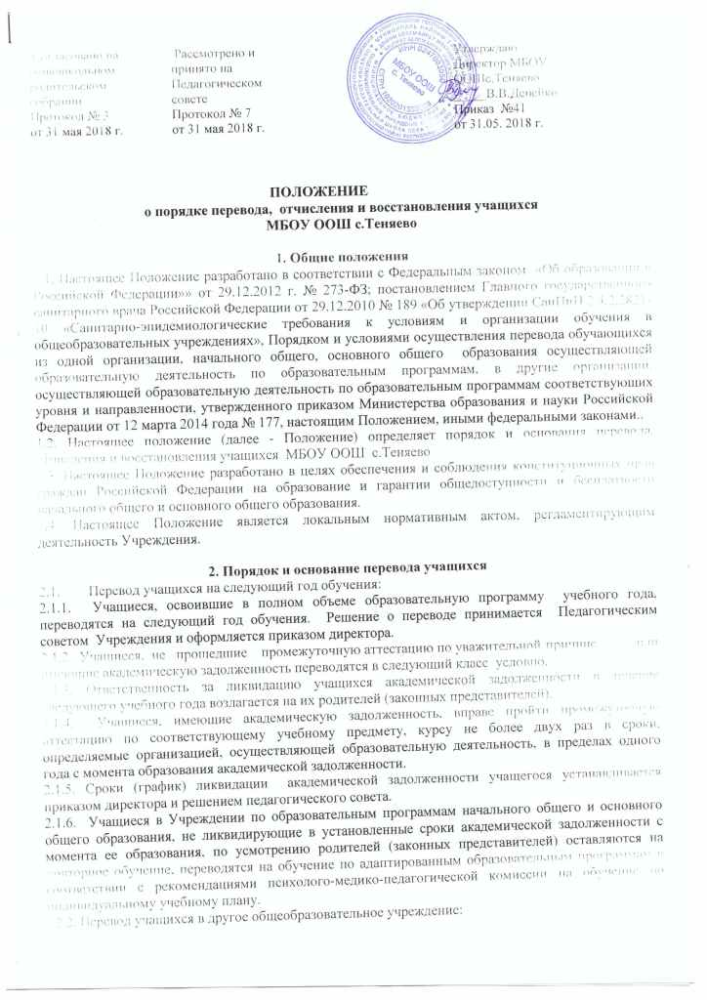 Согласовано на
родительском
собрании
Протокол № 3
от 31 мая 2018 г.
Рассмотрено и
принято на
Педагогическом
совете
Протокол № 7
от 31 мая 2018 г.
Утверждаю
Директор МБОУ
ООШ с.Теняево
В.В.
Приказ №41
от 31.05. 2018 г.
МБОУ ООШ
с. Теняево
ПОЛОЖЕНИЕ
о порядке перевода, отчисления и восстановления учащихся
МБОУ ООШ с.Теняево
1. Общие положения
1. Настоящее Положение разработано в соответствии с Федеральным законом «Об образовании в
Российской Федерации»» от 29.12.2012 г. № 273-ФЗ; постановлением Главного государственного
санитарного врача Российской Федерации от 29.12.2010 № 189 «Об утверждении СанПиН 2.4.2.2821-
10 «Санитарно-эпидемиологические требования к условиям и организации обучения в
общеобразовательных учреждениях», Порядком и условиями осуществления перевода обучающихся
из одной организации, начального общего, основного общего образования осуществляющей
образовательную деятельность по образовательным программам, в другие организации,
осуществляющей образовательную деятельность по образовательным программам соответствующих
уровня и направленности, утвержденного приказом Министерства образования и науки Российской
Федерации от 12 марта 2014 года № 177, настоящим Положением, иными федеральными законами..
1.2. Настоящее положение (далее - Положение) определяет порядок и основания перевода,
отчисления и восстановления учащихся МБОУ ООШ с.Теняево
Настоящее Положение разработано в целях обеспечения и соблюдения конституционных прав
граждан Российской Федерации на образование и гарантии общедоступности и бесплатности
начального общего и основного общего образования.
1.4. Настоящее Положение является локальным нормативным актом, регламентирующим
деятельность Учреждения.
2. Порядок и основание перевода учащихся
2.1. Перевод учащихся на следующий год обучения:
2.1.1. Учащиеся, освоившие в полном объеме образовательную программу учебного года,
переводятся на следующий год обучения. Решение о переводе принимается Педагогическим
советом Учреждения и оформляется приказом директора.
2.1.2. Учащиеся, не прошедшие промежуточную аттестацию по уважительной причине или
имеющие академическую задолженность переводятся в следующий класс условно.
2.1.3. Ответственность за ликвидацию учащихся академической задолженности в течение
следующего учебного года возлагается на их родителей (законных представителей).
2.1.4. Учащиеся, имеющие академическую задолженность, вправе пройти промежуточную
аттестацию по соответствующему учебному предмету, курсу не более двух раз в сроки,
определяемые организацией, осуществляющей образовательную деятельность, в пределах одного
года с момента образования академической задолженности.
2.1.5. Сроки (график) ликвидации академической задолженности учащегося устанавливается
приказом директора и решением педагогического совета.
2.1.6. Учащиеся в Учреждении по образовательным программам начального общего и основного
общего образования, не ликвидирующие в установленные сроки академической задолженности с
момента ее образования, по усмотрению родителей (законных представителей) оставляются на
повторное обучение, переводятся на обучение по адаптированным образовательным программам в
соответствии с рекомендациями психолого-медико-педагогической комиссии на обучение по
индивидуальному учебному плану.
2.2. Перевод учащихся в другое общеобразовательное учреждение: